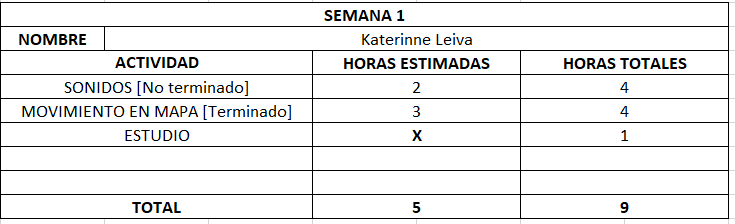 SEMANA 1
NOMBRE Katerinne Leiva
ACTIVIDAD HORAS ESTIMADAS HORAS TOTALES
SONIDOS [No terminado] 2 4
MOVIMIENTO EN MAPA [Terminado] 3 4
ESTUDIO X 1
TOTAL 5 9